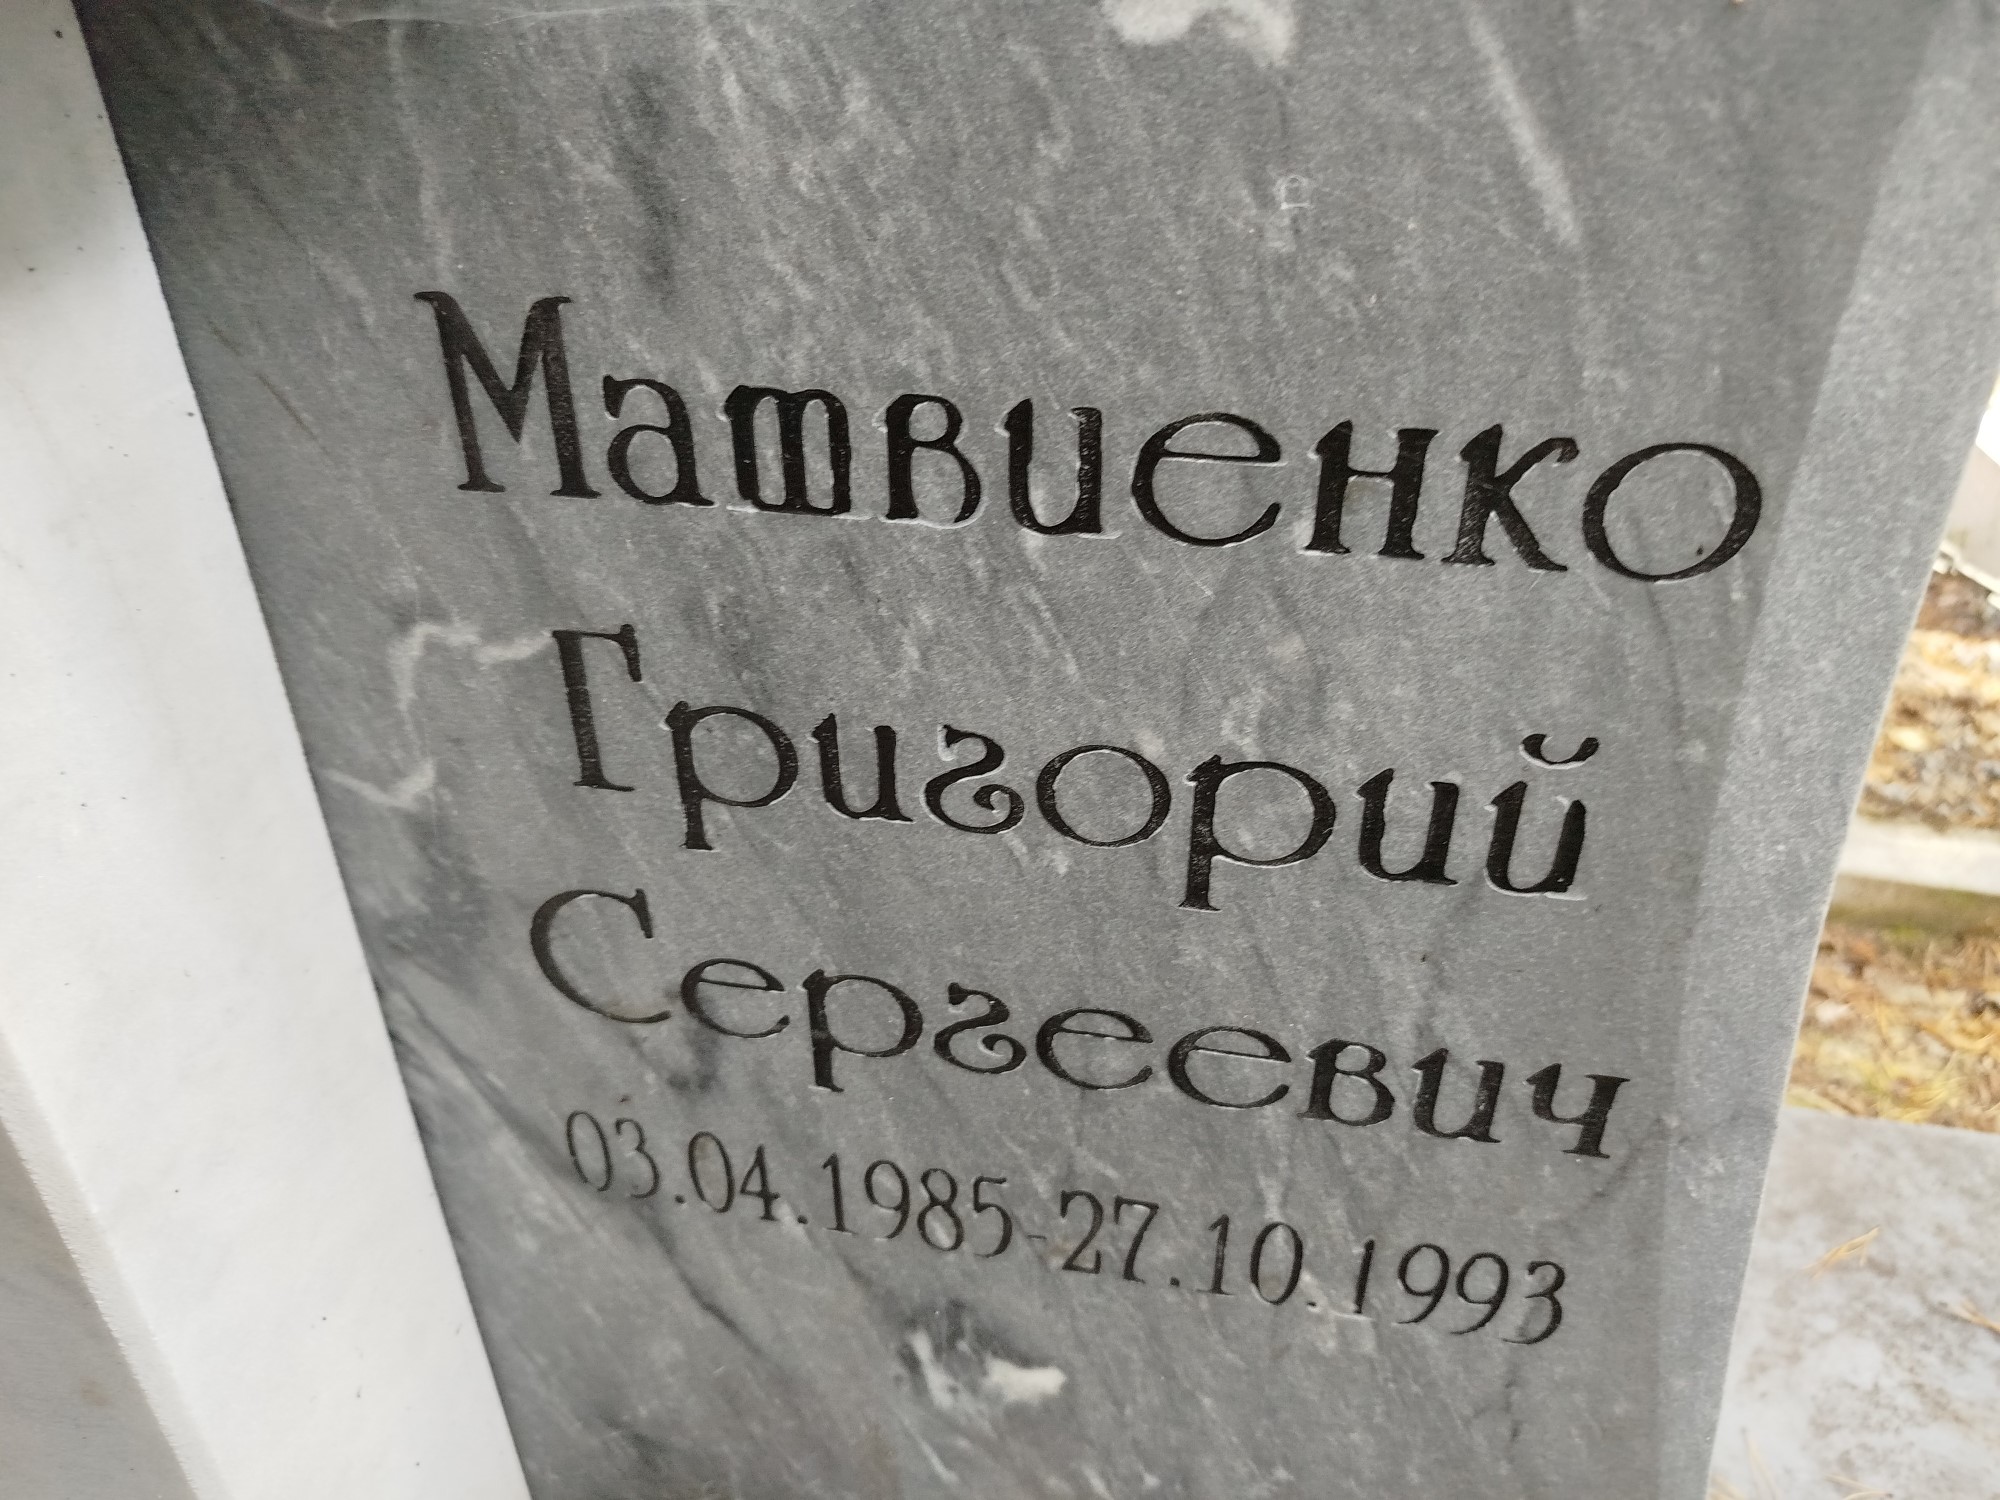 Матвиенко
Григорий
Сергеевич
03.04.1985-27.10.1993